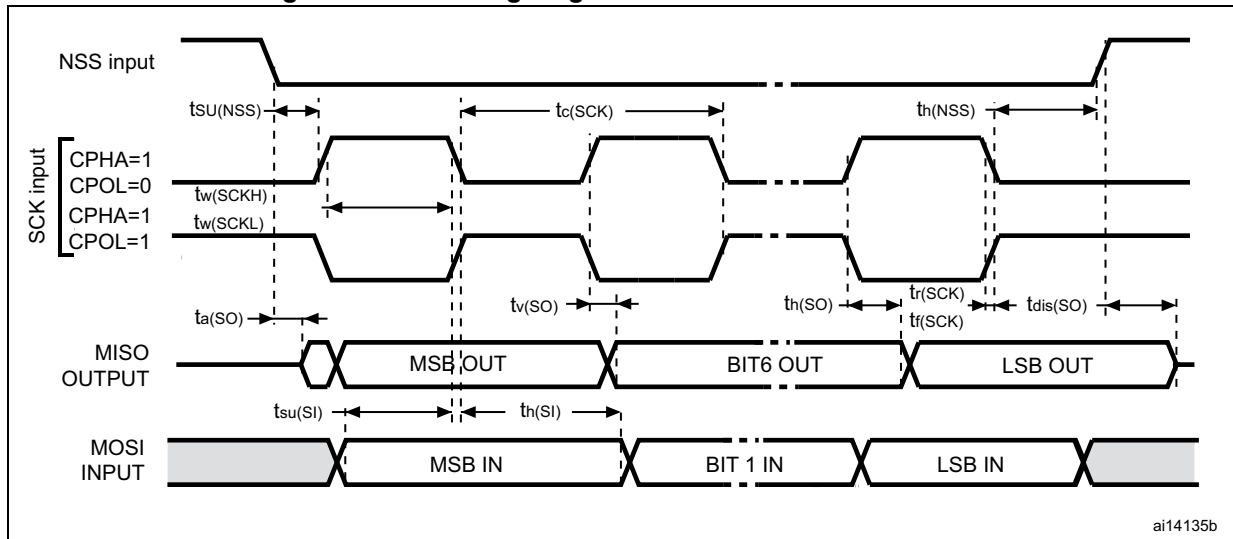 NSS input
tSU(NSS)
tc(SCK)
th(NSS)
SCK input
CPHA=1
CPOL=0
tw(SCKH)
CPHA=1
tw(SCKL)
CPOL=1
tv(SO)
ta(SO)
th(SO)
tr(SCK)
tf(SCK)
tdis(SO)
MISO
OUTPUT
MSB OUT
BIT6 OUT
LSB OUT
tsu(SI)
th(SI)
MOSI
INPUT
MSB IN
BIT 1 IN
LSB IN
ai14135b